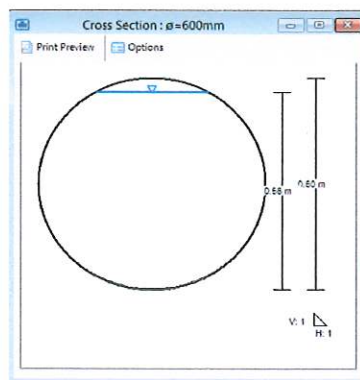 Cross Section : ø=600mm
Print Preview
Options
0.56 m
0.60 m
V: 1
H: 1